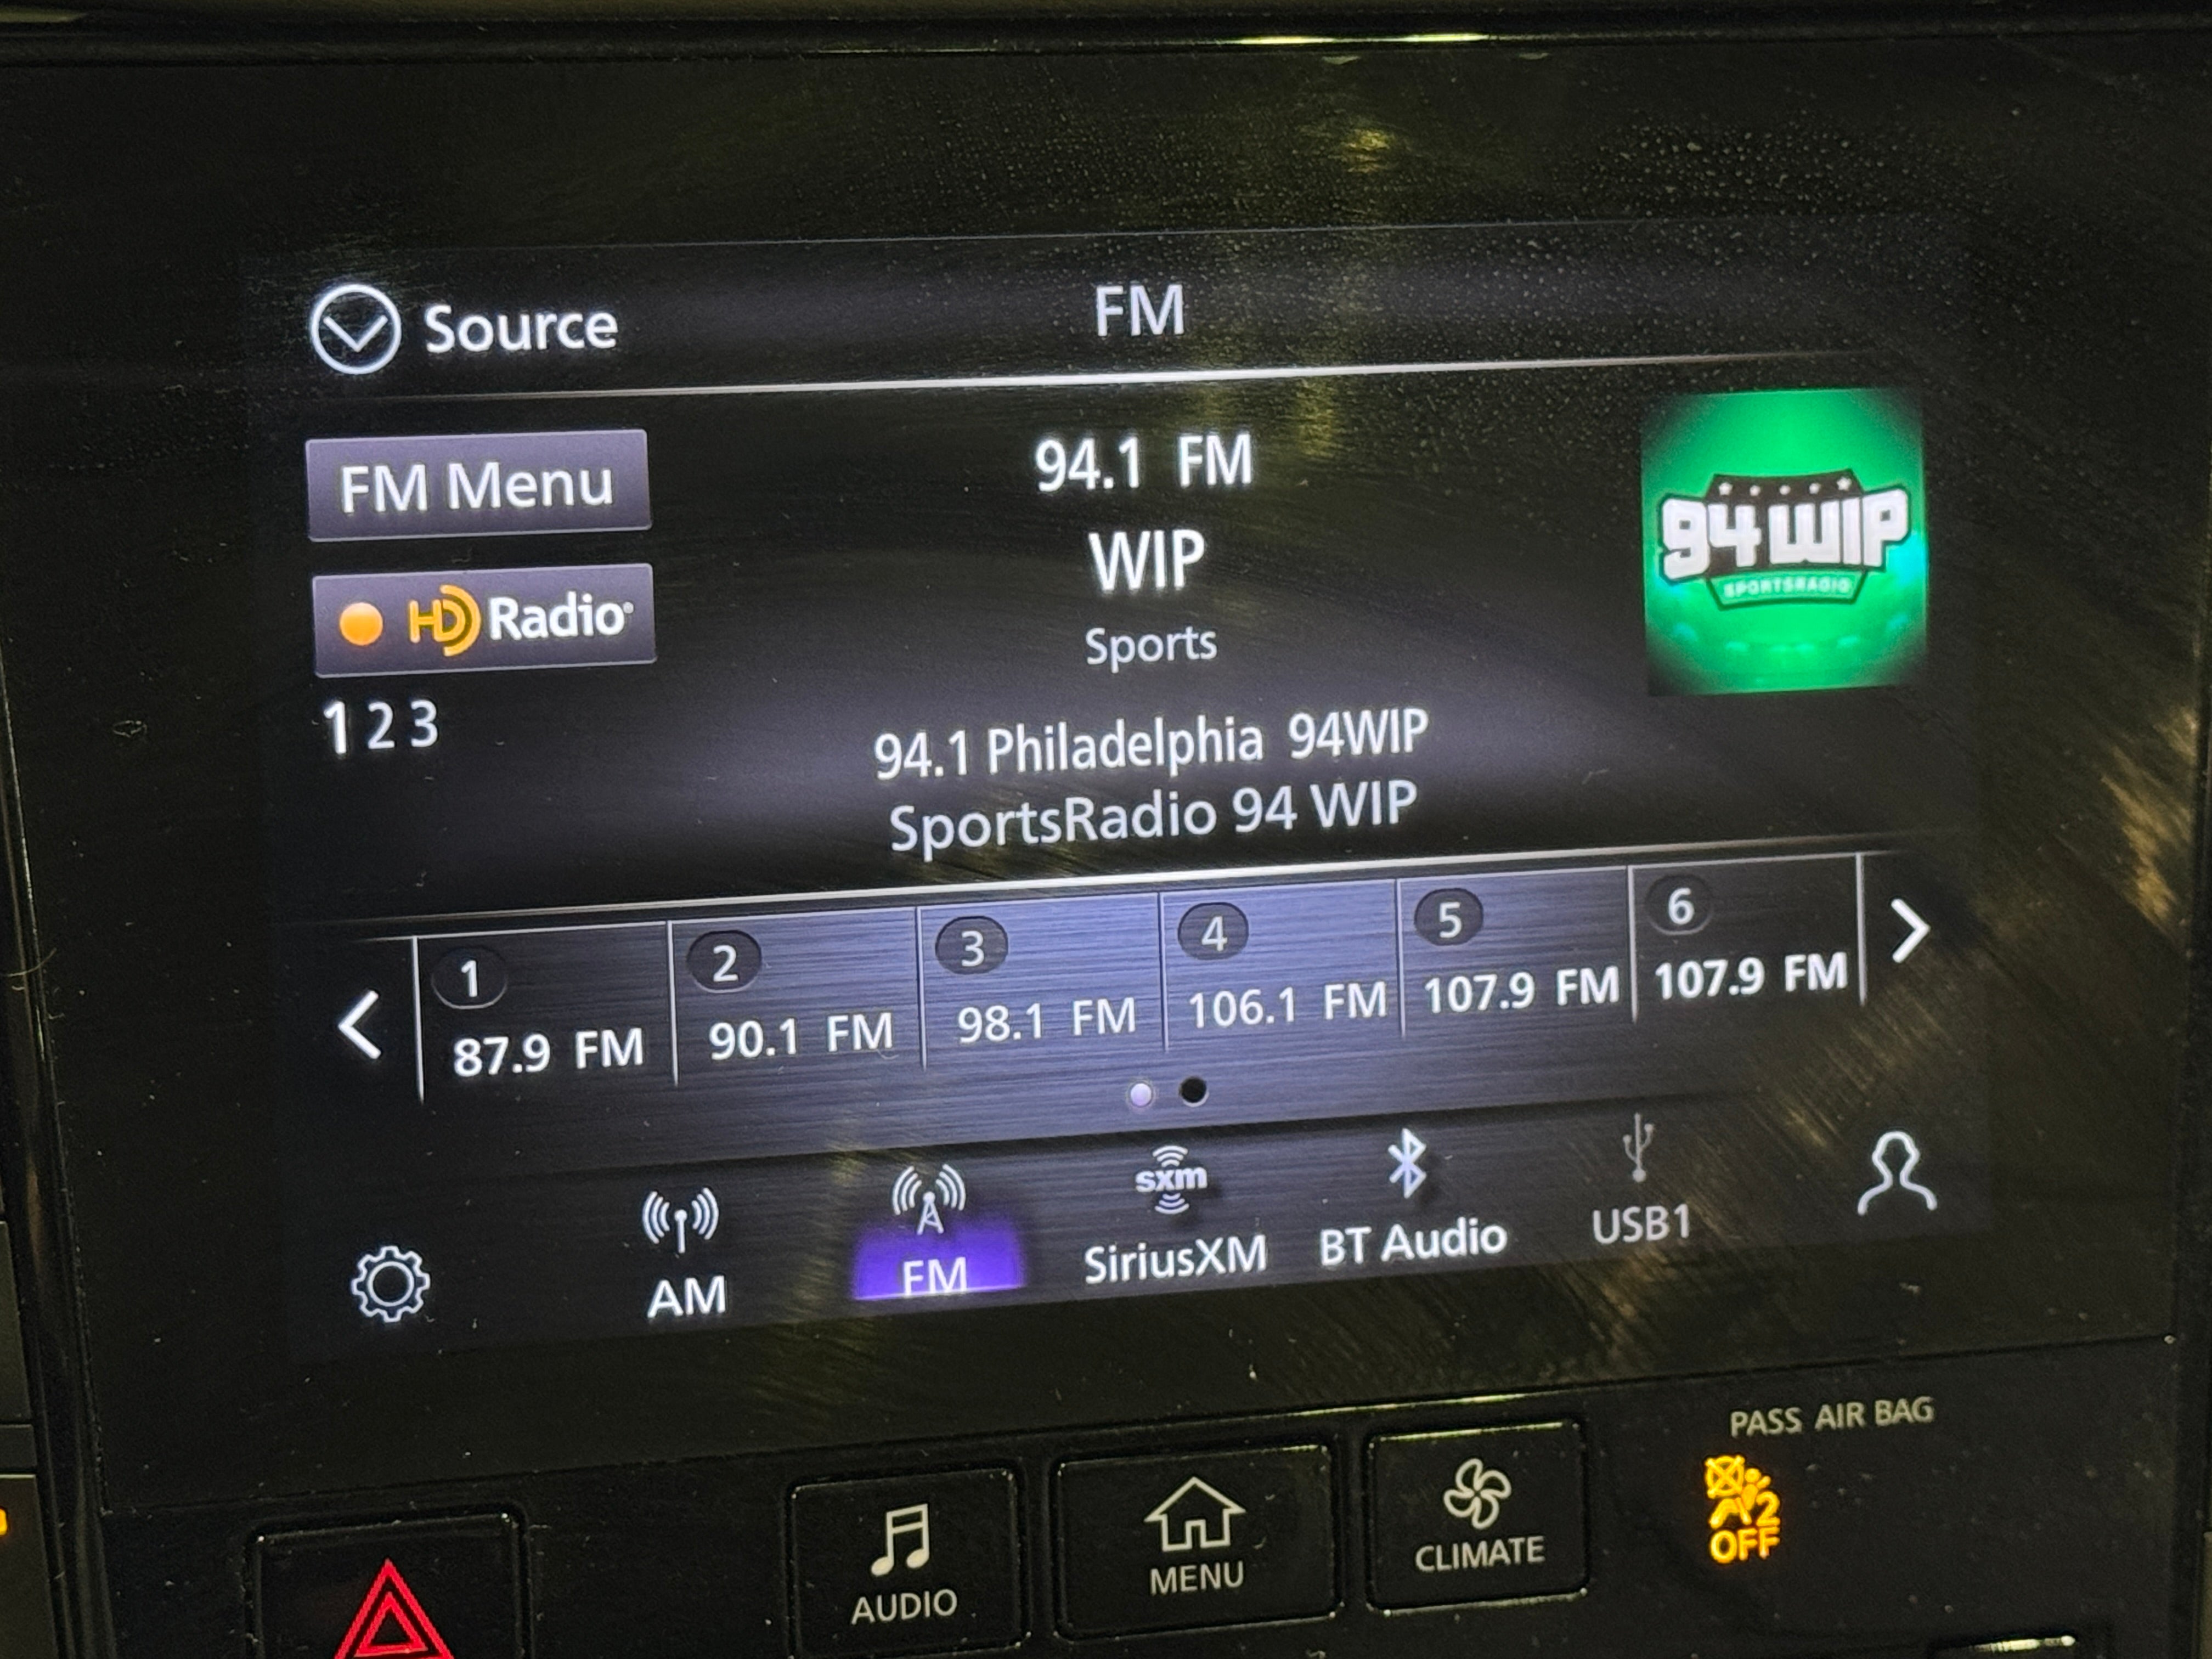 Source
FM
FM Menu
94.1 FM
94 WIP
SPORTSRADIO
WIP
HD Radio®
Sports
1 2 3
94.1 Philadelphia 94WIP
SportsRadio 94 WIP
1
2
3
4
5
6
87.9 FM
90.1 FM
98.1 FM
106.1 FM
107.9 FM
107.9 FM
sxm
AM
FM
SiriusXM
BT Audio
USB1
PASS AIR BAG
2
OFF
AUDIO
MENU
CLIMATE